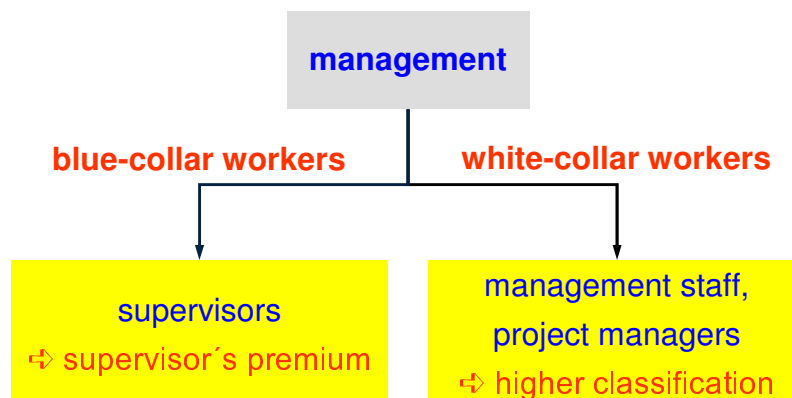 management
blue-collar workers
white-collar workers
supervisors
➪ supervisor´s premium
management staff,
project managers
➪ higher classification